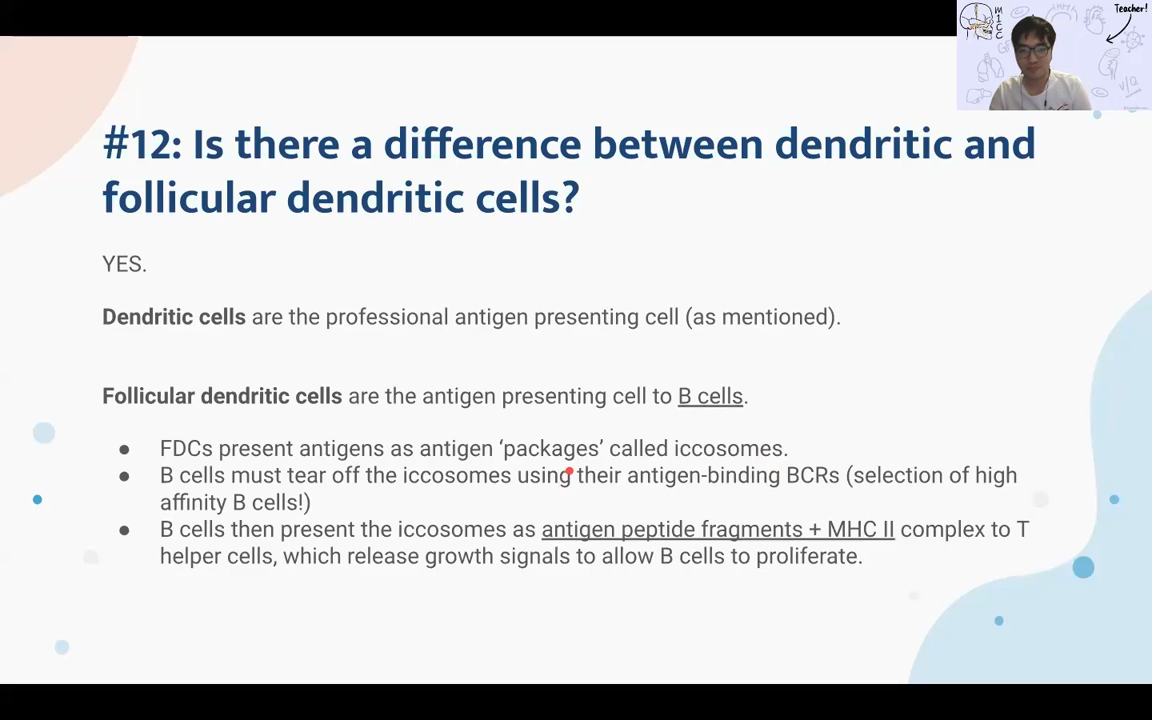 M
I
C
C
Teacher!
V/Q
#12: Is there a difference between dendritic and
follicular dendritic cells?
YES.
Dendritic cells are the professional antigen presenting cell (as mentioned).
Follicular dendritic cells are the antigen presenting cell to B cells.
● FDCs present antigens as antigen ‘packages’ called iccosomes.
● B cells must tear off the iccosomes using their antigen-binding BCRs (selection of high
affinity B cells!)
● B cells then present the iccosomes as antigen peptide fragments + MHC II complex to T
helper cells, which release growth signals to allow B cells to proliferate.